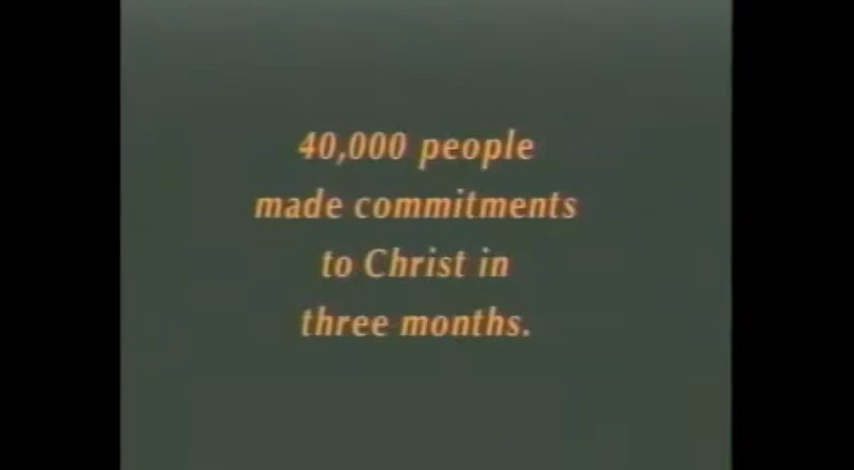 40,000 people
made commitments
to Christ in
three months.